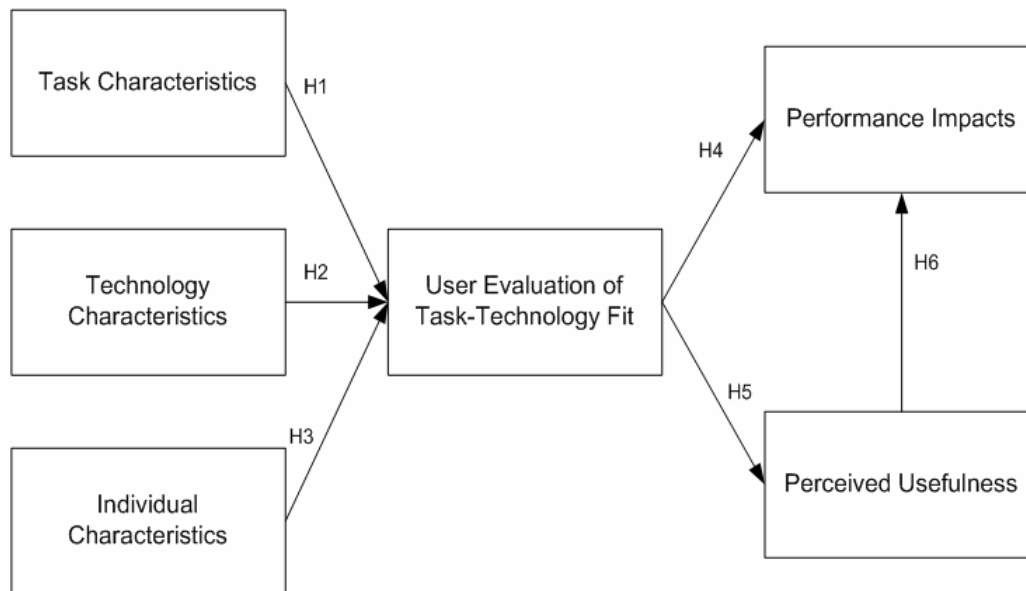 Task Characteristics
H1
Technology
Characteristics
H2
Individual
Characteristics
H3
User Evaluation of
Task-Technology Fit
H4
Performance Impacts
H5
Perceived Usefulness
H6